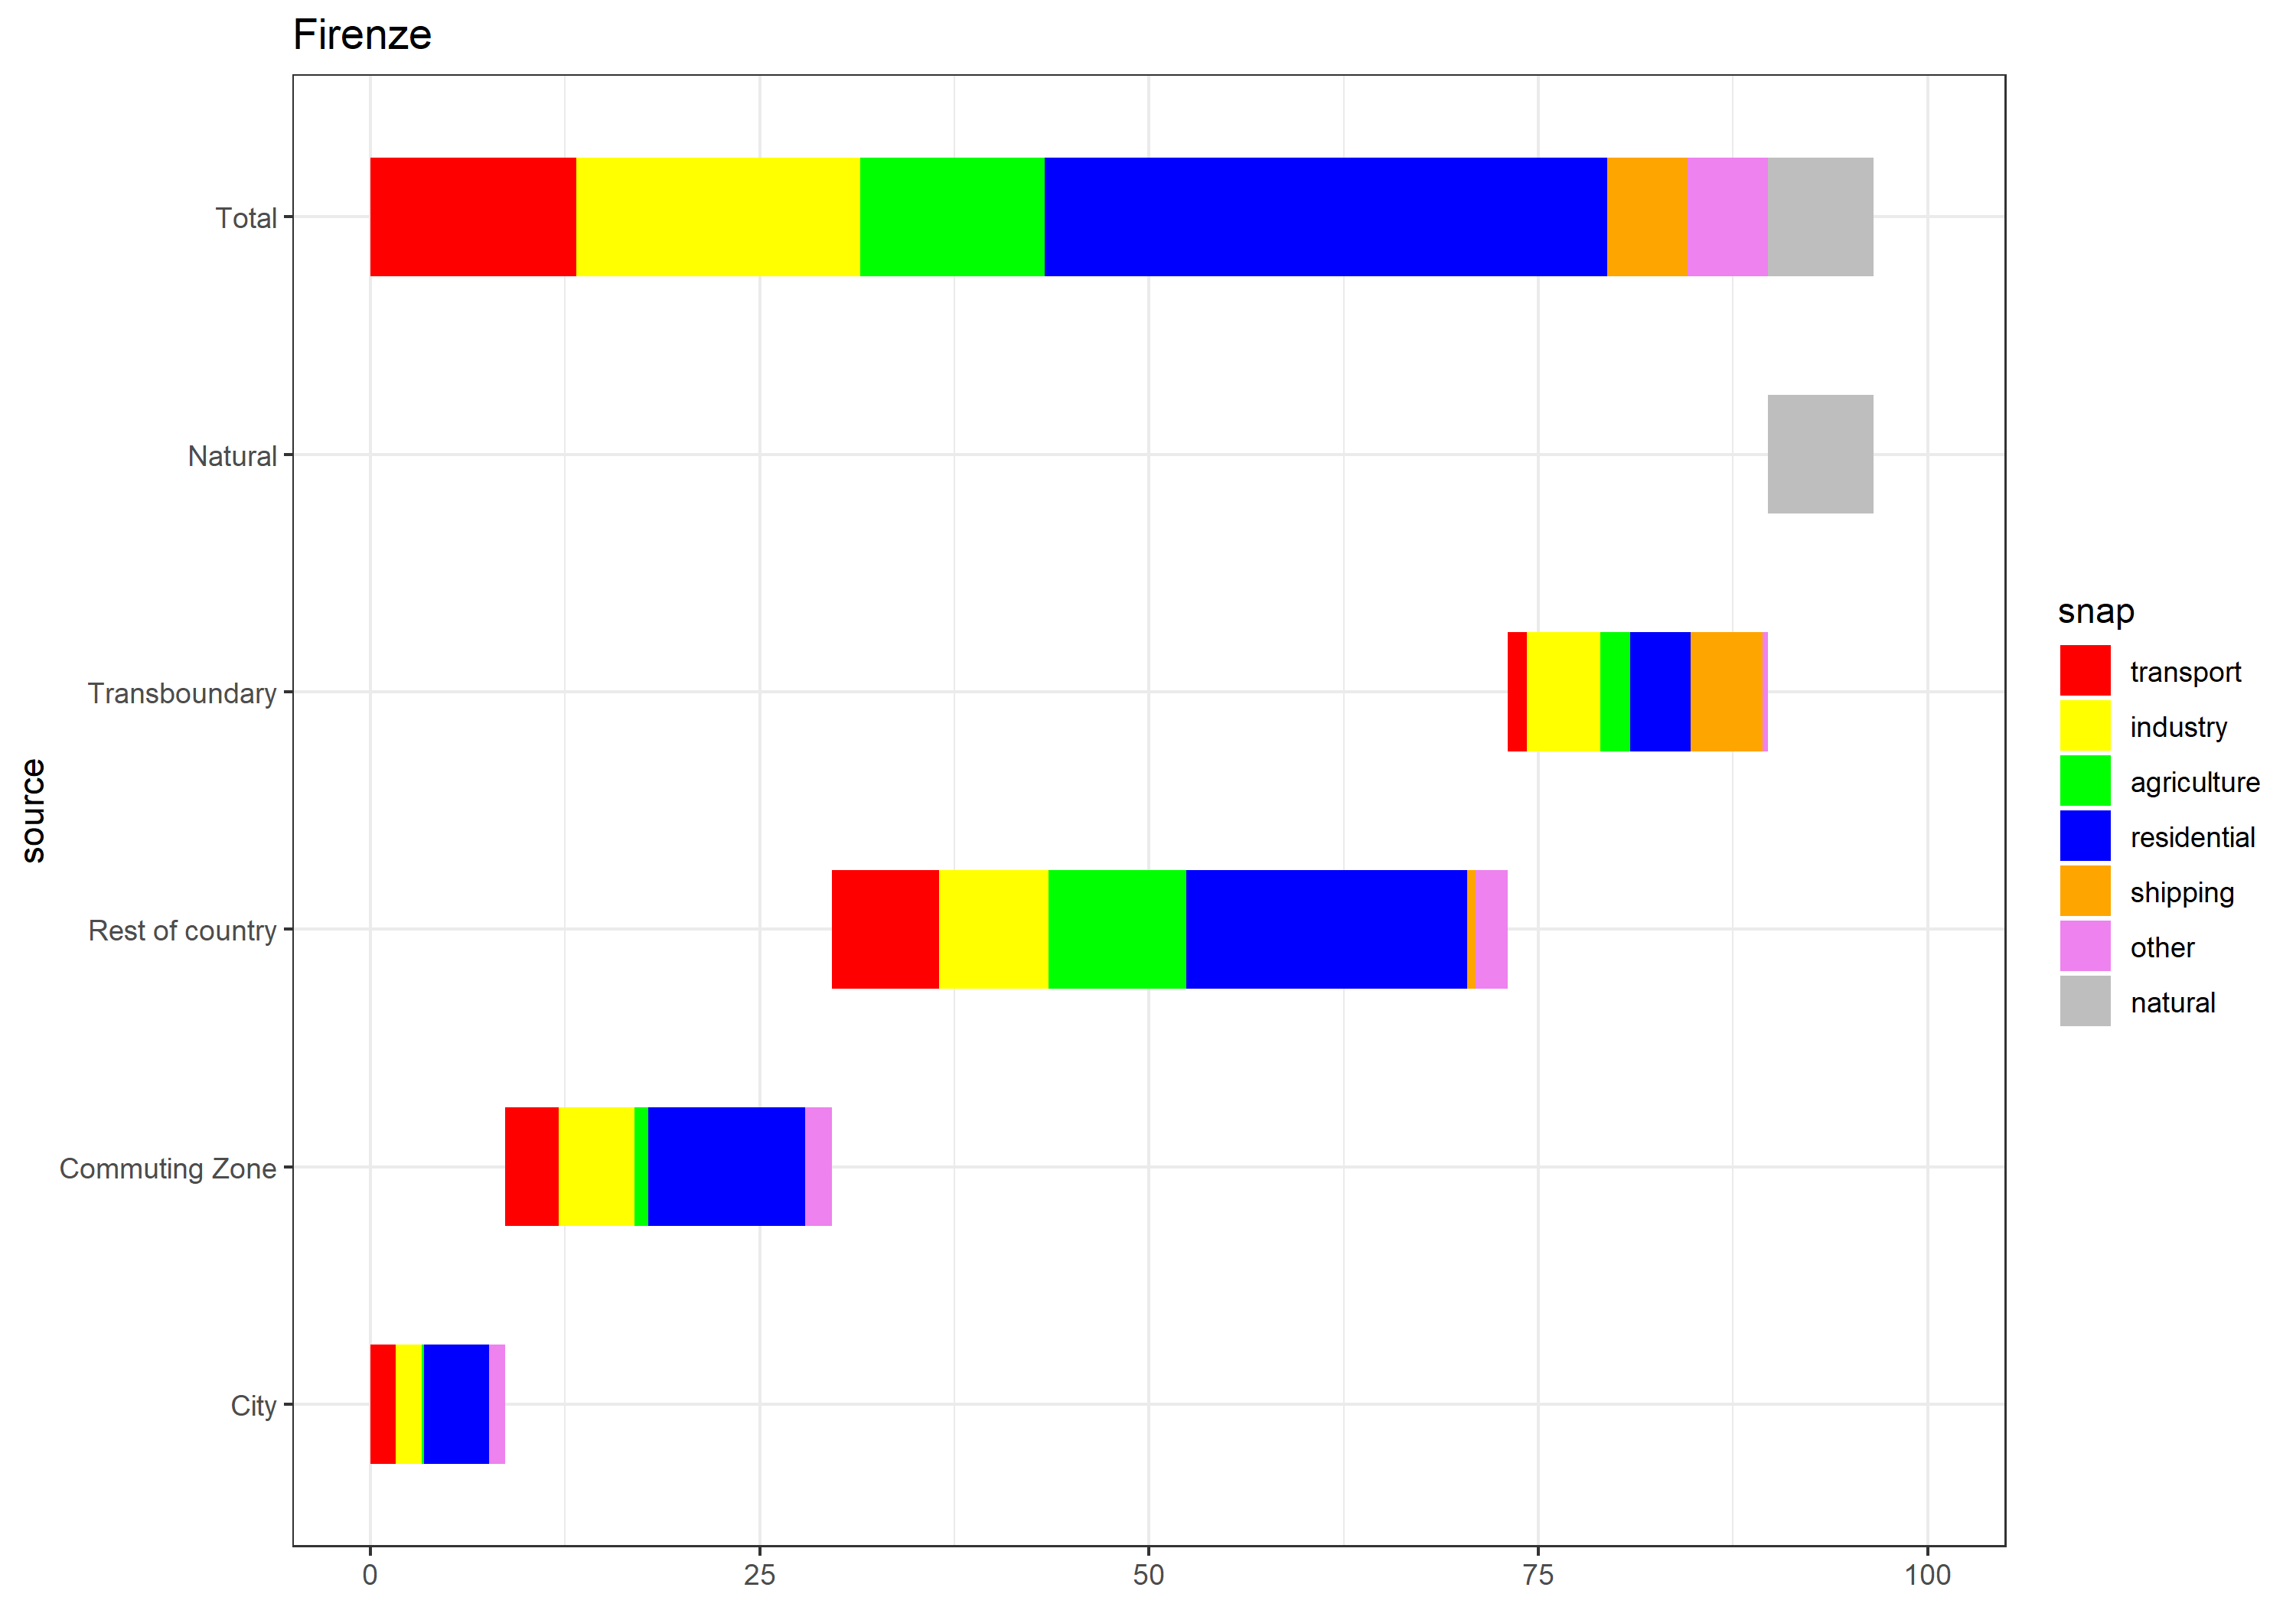 Firenze
Total
Natural
Transboundary
Rest of country
Commuting Zone
City
source
0 25 50 75 100
snap
transport
industry
agriculture
residential
shipping
other
natural